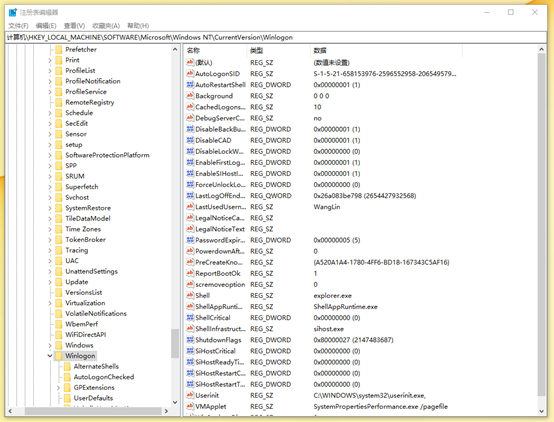 注册表编辑器
文件(F) 编辑(E) 查看(V) 收藏夹(A) 帮助(H)
计算机\HKEY_LOCAL_MACHINE\SOFTWARE\Microsoft\Windows NT\CurrentVersion\Winlogon
Prefetcher
Print
ProfileList
ProfileNotification
ProfileService
RemoteRegistry
Schedule
SecEdit
Sensor
setup
SoftwareProtectionPlatform
SPP
SRUM
Superfetch
Svchost
SystemRestore
TileDataModel
Time Zones
TokenBroker
Tracing
UAC
UnattendSettings
Update
VersionsList
Virtualization
VolatileNotifications
WbemPerf
WiFiDirectAPI
Windows
Winlogon
AlternateShells
AutoLogonChecked
GPExtensions
UserDefaults
名称 类型 数据
(默认) REG_SZ (数值未设置)
AutoLogonSID REG_SZ S-1-5-21-658153976-2596552958-206549579...
AutoRestartShell REG_DWORD 0x00000001 (1)
Background REG_SZ 0 0 0
CachedLogons... REG_SZ 10
DebugServerC... REG_SZ no
DisableBackBu... REG_DWORD 0x00000001 (1)
DisableCAD REG_DWORD 0x00000001 (1)
DisableLockW... REG_DWORD 0x00000000 (0)
EnableFirstLog... REG_DWORD 0x00000001 (1)
EnableSIHostI... REG_DWORD 0x00000001 (1)
ForceUnlockLo... REG_DWORD 0x00000000 (0)
LastLogOffEnd... REG_QWORD 0x26a083be798 (2654427932568)
LastUsedUsern... REG_SZ WangLin
LegalNoticeCa... REG_SZ
LegalNoticeText REG_SZ
PasswordExpir... REG_DWORD 0x00000005 (5)
PowerdownAft... REG_SZ 0
PreCreateKno... REG_SZ {A520A1A4-1780-4FF6-BD18-167343C5AF16}
ReportBootOk REG_SZ 1
scremoveoption REG_SZ 0
Shell REG_SZ explorer.exe
ShellAppRunti... REG_SZ ShellAppRuntime.exe
ShellCritical REG_DWORD 0x00000000 (0)
ShellInfrastruct... REG_SZ sihost.exe
ShutdownFlags REG_DWORD 0x80000027 (2147483687)
SiHostCritical REG_DWORD 0x00000000 (0)
SiHostReadyTi... REG_DWORD 0x00000000 (0)
SiHostRestartC... REG_DWORD 0x00000000 (0)
SiHostRestartT... REG_DWORD 0x00000000 (0)
Userinit REG_SZ C:\WINDOWS\system32\userinit.exe,
VMApplet REG_SZ SystemPropertiesPerformance.exe /pagefile